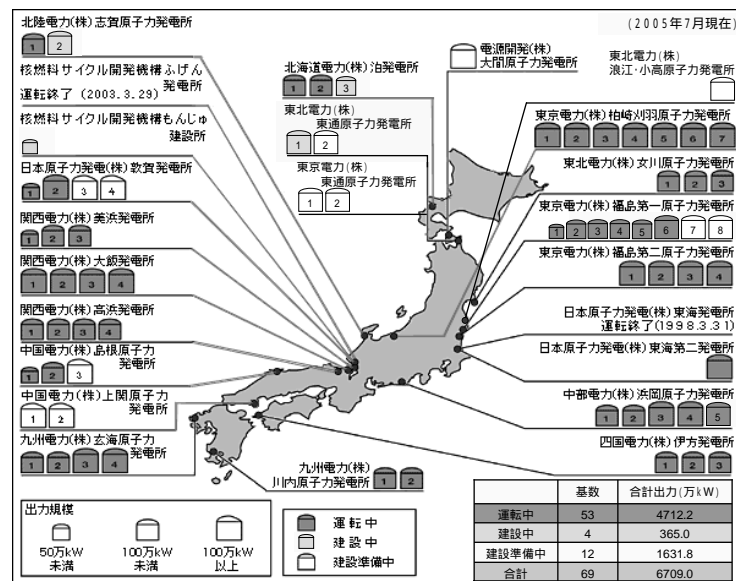 (2005年7月現在)
北陸電力(株)志賀原子力発電所
1 2
核燃料サイクル開発機構ふげん
発電所
運転終了 (2003.3.29)
核燃料サイクル開発機構もんじゅ
建設所
日本原子力発電(株)敦賀発電所
1 2 3 4
関西電力(株)美浜発電所
1 2 3
関西電力(株)大飯発電所
1 2 3 4
関西電力(株)高浜発電所
1 2 3 4
中国電力(株)島根原子力
発電所
1 2 3
中国電力(株)上関原子力
発電所
1 2
九州電力(株)玄海原子力
発電所
1 2 3 4
北海道電力(株)泊発電所
1 2 3
東北電力(株)
東通原子力発電所
1 2
東京電力(株)
東通原子力発電所
1 2
電源開発(株)
大間原子力発電所
東北電力(株)
浪江・小高原子力発電所
東京電力(株)柏崎刈羽原子力発電所
1 2 3 4 5 6 7
東北電力(株)女川原子力発電所
1 2 3
東京電力(株)福島第一原子力発電所
1 2 3 4 5 6 7 8
東京電力(株)福島第二原子力発電所
1 2 3 4
日本原子力発電(株)東海発電所
運転終了(1998.3.31)
日本原子力発電(株)東海第二発電所
中部電力(株)浜岡原子力発電所
1 2 3 4 5
四国電力(株)伊方発電所
1 2 3
九州電力(株)
川内原子力発電所
1 2
出力規模
50万kW 100万kW 100万kW
未満 未満 以上
運転中
建設中
建設準備中
基数 合計出力(万kW)
運転中 53 4712.2
建設中 4 365.0
建設準備中 12 1631.8
合計 69 6709.0